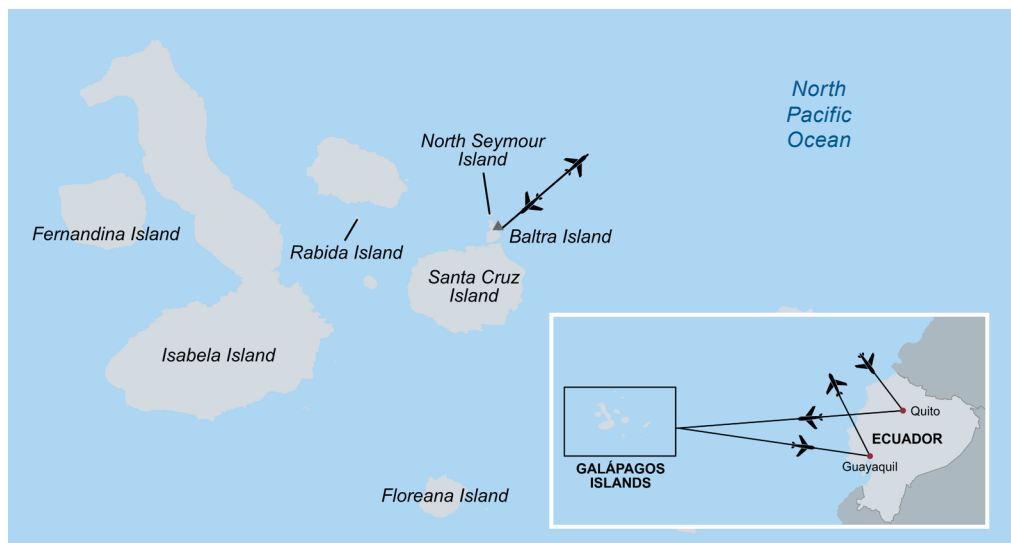 North
Pacific
Ocean
North Seymour
Island
Fernandina Island
Rabida Island
Baltra Island
Santa Cruz
Island
Isabela Island
Floreana Island
Quito
ECUADOR
Guayaquil
GALÁPAGOS
ISLANDS